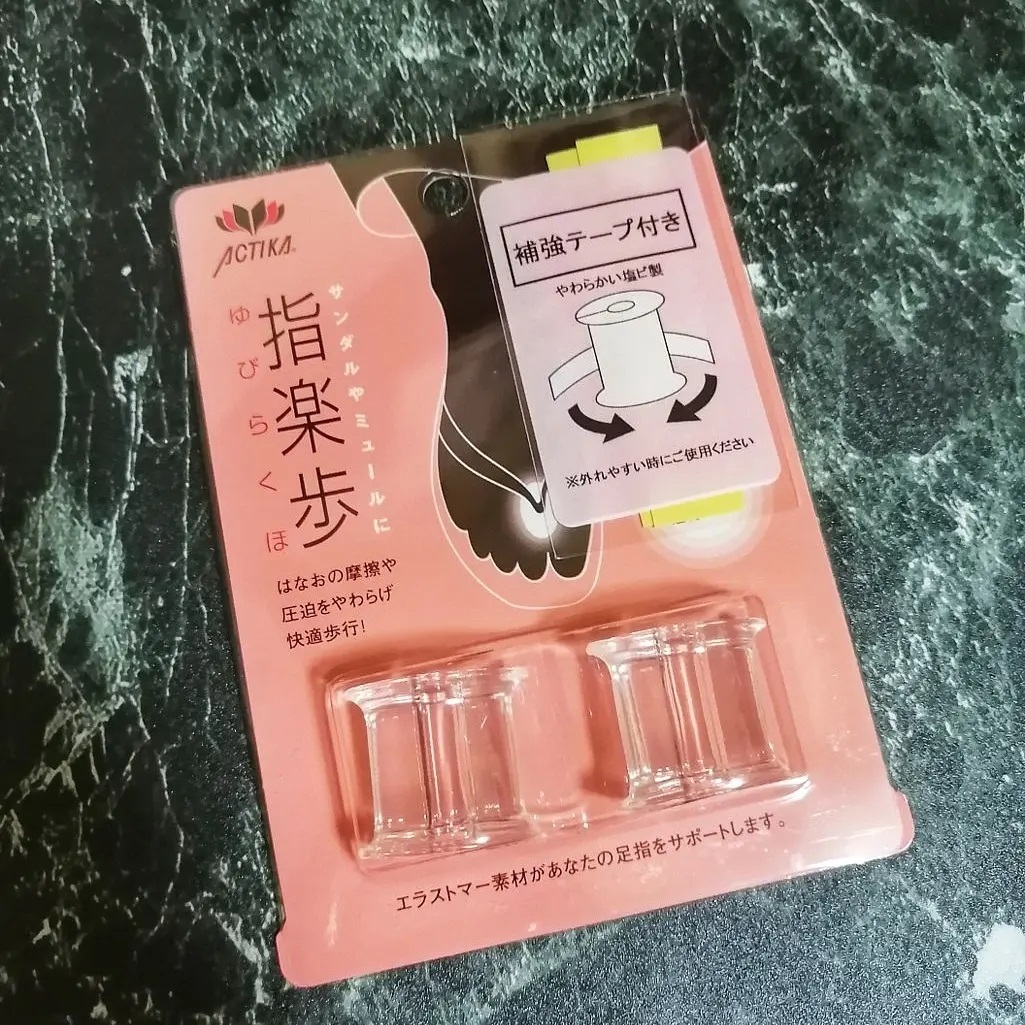 ACTIKA
指楽歩
ゆびらくほ
サンダルやミュールに
はなおの摩擦や
圧迫をやわらげ
快適歩行!
補強テープ付き
やわらかい塩ビ製
※外れやすい時にご使用ください
エラストマー素材があなたの足指をサポートします。